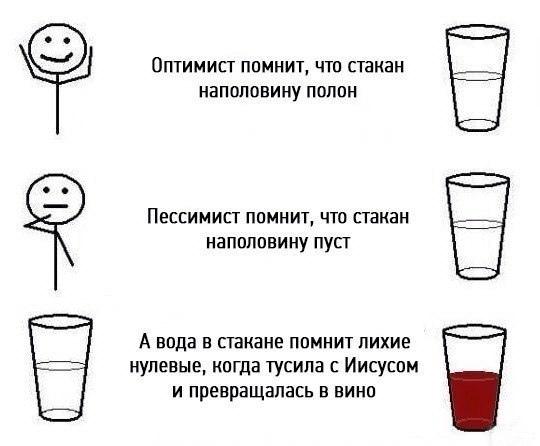 Оптимист помнит, что стакан
наполовину полон
Пессимист помнит, что стакан
наполовину пуст
А вода в стакане помнит лихие
нулевые, когда тусила с Иисусом
и превращалась в вино